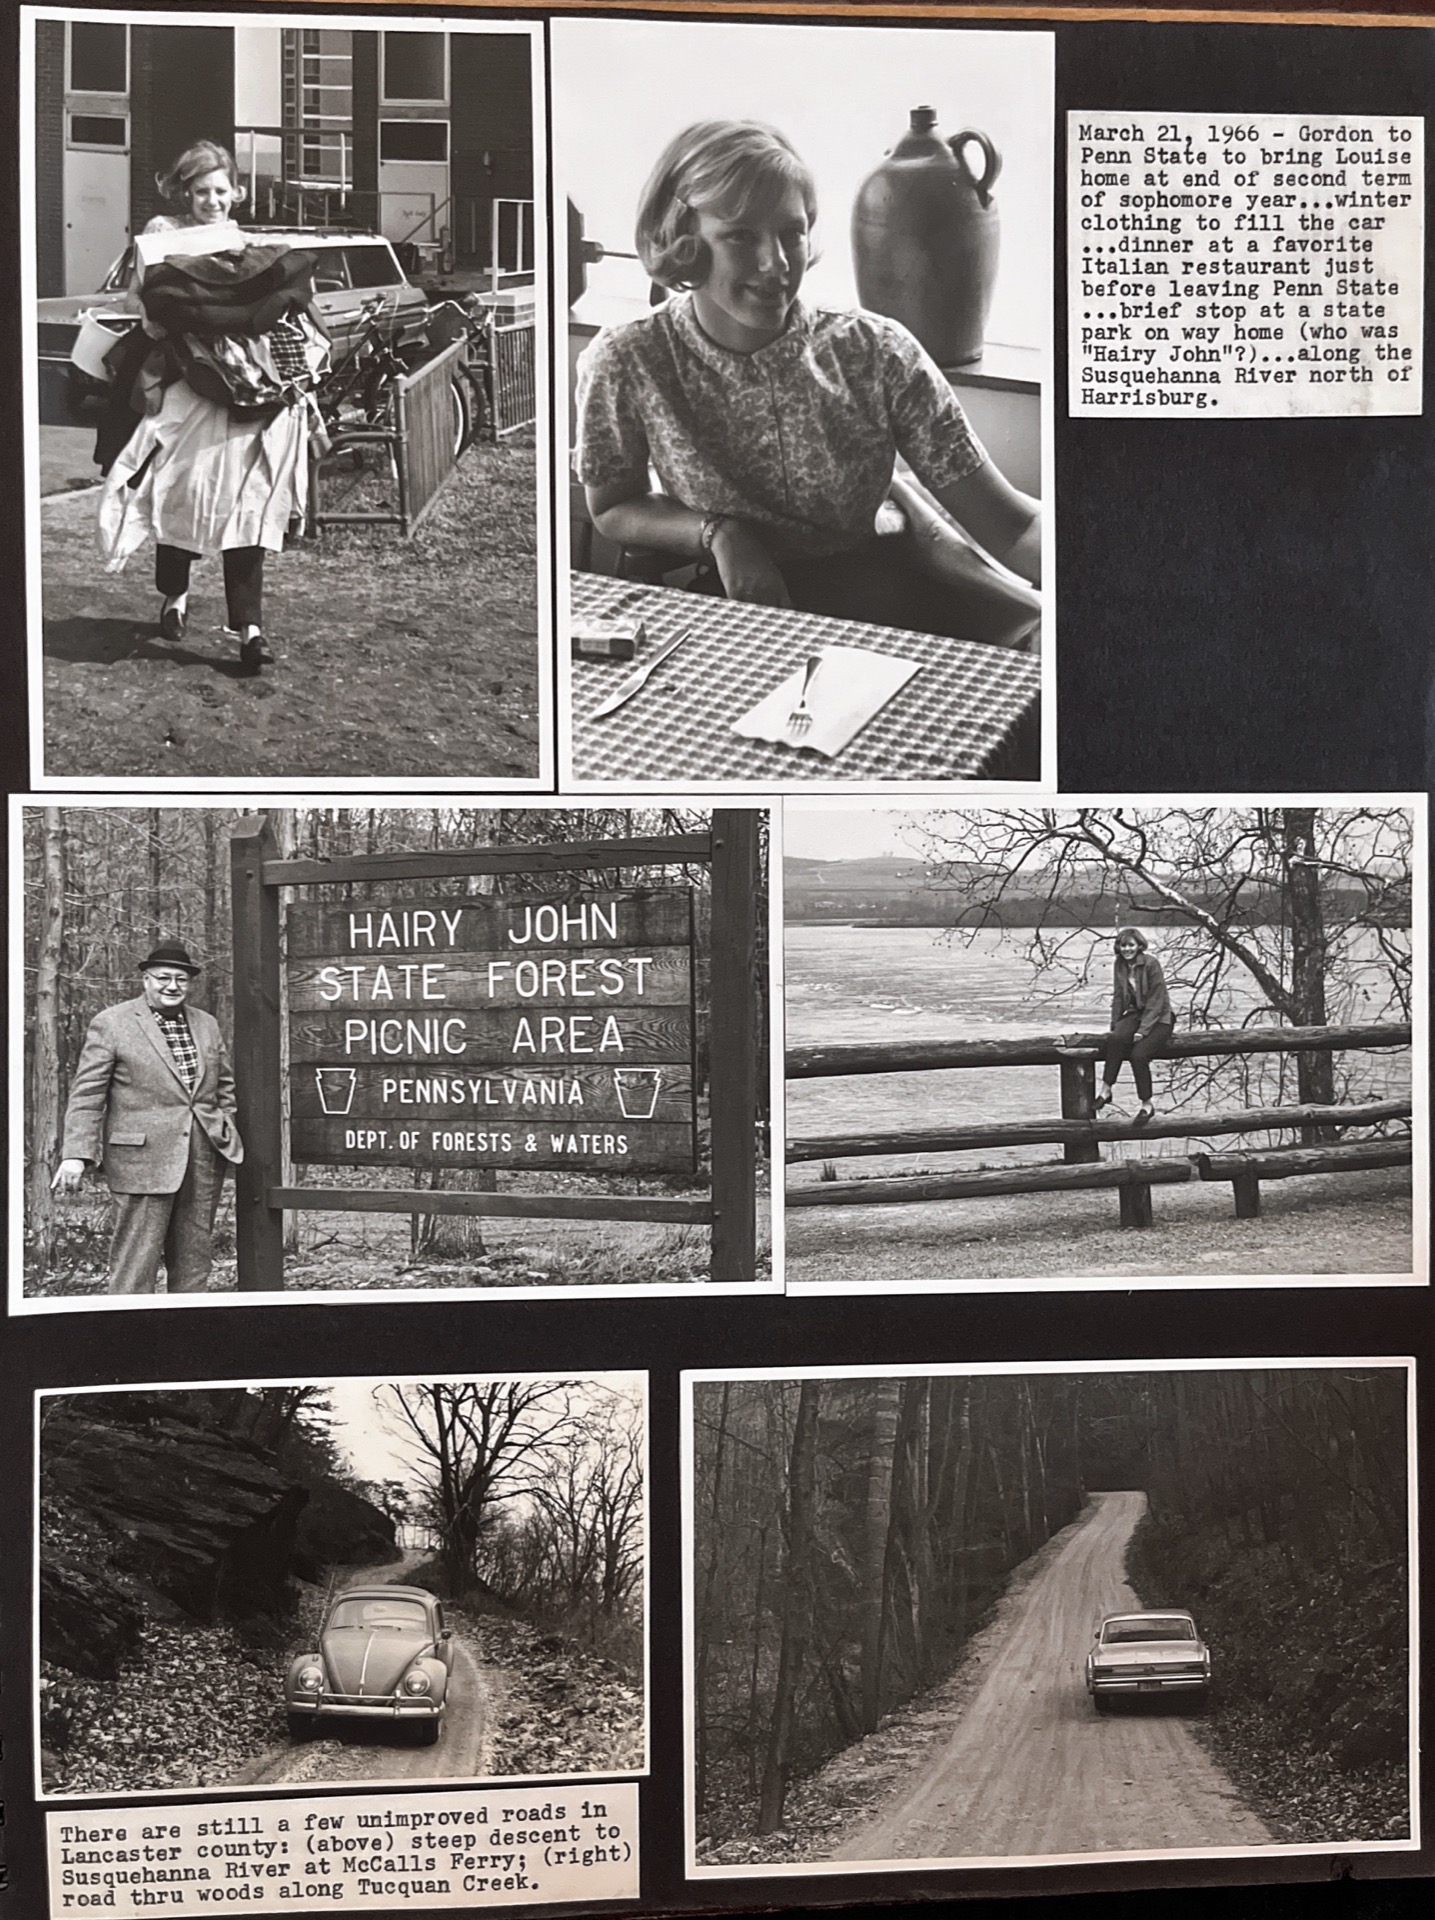 March 21, 1966 - Gordon to
Penn State to bring Louise
home at end of second term
of sophomore year...winter
clothing to fill the car
...dinner at a favorite
Italian restaurant just
before leaving Penn State
...brief stop at a state
park on way home (who was
"Hairy John"?)...along the
Susquehanna River north of
Harrisburg.
HAIRY JOHN
STATE FOREST
PICNIC AREA
PENNSYLVANIA
DEPT. OF FORESTS & WATERS
There are still a few unimproved roads in
Lancaster county: (above) steep descent to
Susquehanna River at McCalls Ferry; (right)
road thru woods along Tucquan Creek.